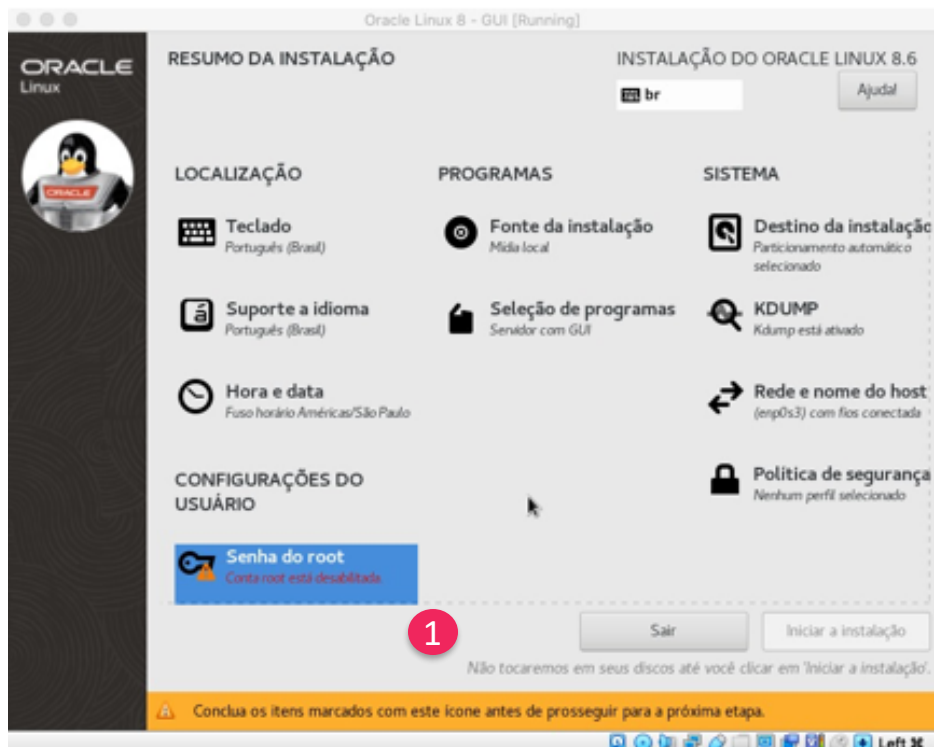 Oracle Linux 8 - GUI [Running]
ORACLE
Linux
RESUMO DA INSTALAÇÃO
INSTALAÇÃO DO ORACLE LINUX 8.6
br
Ajuda!
ORACLE
LOCALIZAÇÃO
Teclado
Português (Brasil)
Suporte a idioma
Português (Brasil)
Hora e data
Fuso horário Américas/São Paulo
PROGRAMAS
Fonte da instalação
Mídia local
Seleção de programas
Servidor com GUI
SISTEMA
Destino da instalaçã
Particionamento automático
selecionado
KDUMP
Kdump está ativado
Rede e nome do host
(enp0s3) com fios conectada
Política de segurança
Nenhum perfil selecionado
CONFIGURAÇÕES DO
USUÁRIO
Senha do root
Conta root está desabilitada.
1
Sair
Iniciar a instalação
Não tocaremos em seus discos até você clicar em 'Iniciar a instalação'.
Conclua os itens marcados com este ícone antes de prosseguir para a próxima etapa.
Left ⌘